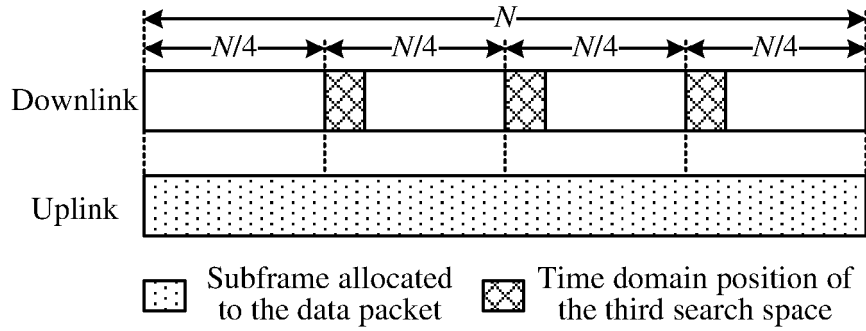 N
N/4 N/4 N/4 N/4
Downlink
Uplink
Subframe allocated to the data packet
Time domain position of the third search space